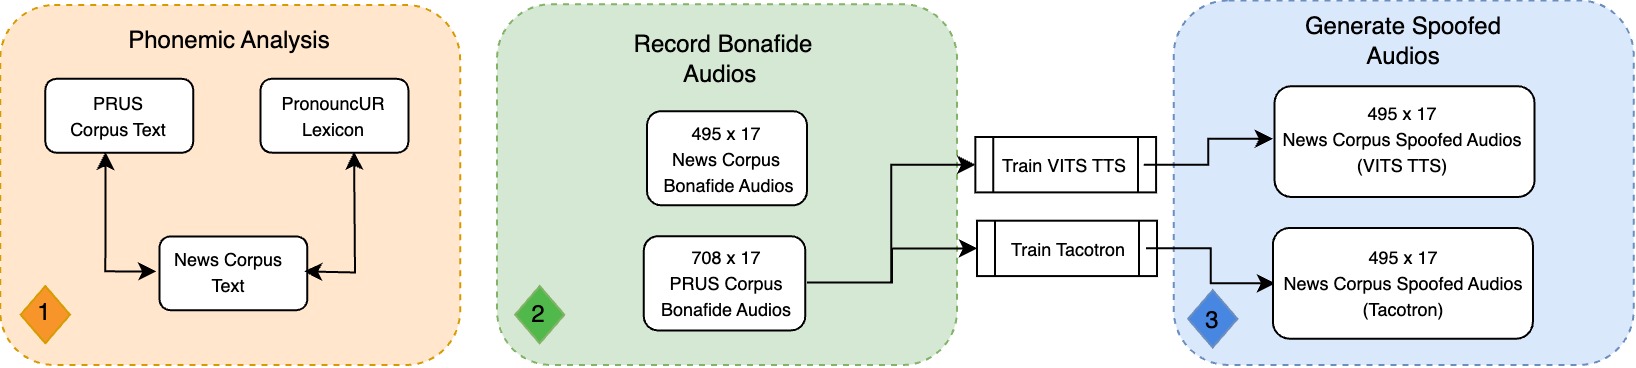 Phonemic Analysis
PRUS
Corpus Text
PronouncUR
Lexicon
News Corpus
Text
1
Record Bonafide
Audios
495 x 17
News Corpus
Bonafide Audios
708 x 17
PRUS Corpus
Bonafide Audios
2
Train VITS TTS
Train Tacotron
Generate Spoofed
Audios
495 x 17
News Corpus Spoofed Audios
(VITS TTS)
495 x 17
News Corpus Spoofed Audios
(Tacotron)
3